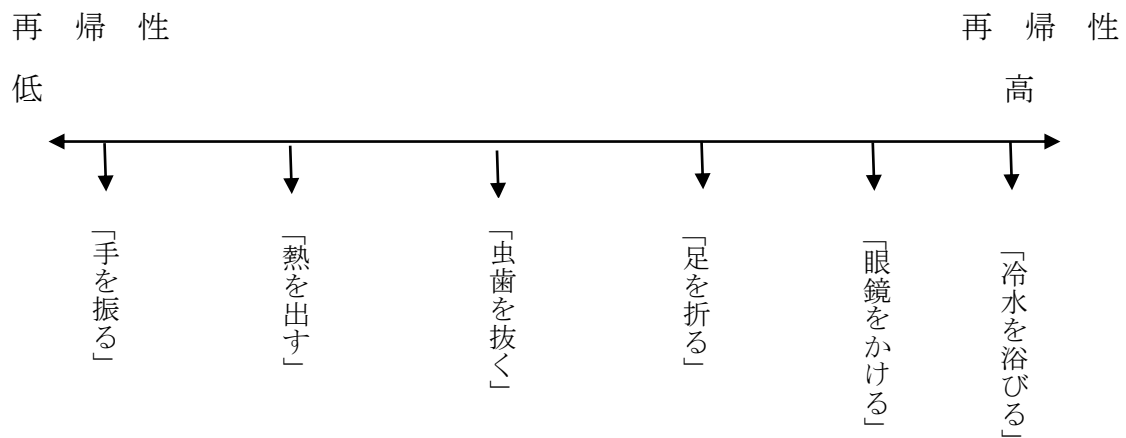 再帰性
再帰性
低
高
「手を振る」
「熱を出す」
「虫歯を抜く」
「足を折る」
「眼鏡をかける」
「冷水を浴びる」